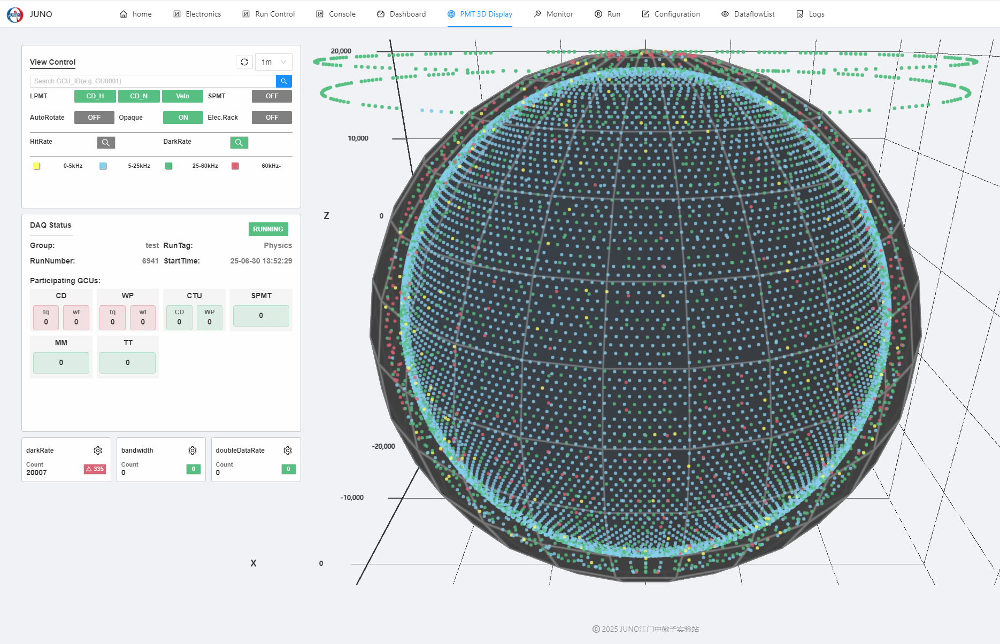 JUNO
home
Electronics
Run Control
Console
Dashboard
PMT 3D Display
Monitor
Run
Configuration
DataflowList
Logs
View Control
1m
Search GCU_ID(e.g. GU0001)
LPMT CD_H CD_N Veto SPMT OFF
AutoRotate OFF Opaque ON Elec.Rack OFF
HitRate DarkRate
0-5kHz 5-25kHz 25-60kHz 60kHz-
DAQ Status
RUNNING
Group: test RunTag: Physics
RunNumber: 6941 StartTime: 25-06-30 13:52:29
Participating GCUs:
CD WP CTU SPMT
tq wf tq wf CD WP
0 0 0 0 0 0 0
MM TT
0 0
darkRate
Count
20007
335
bandwidth
Count
0
0
doubleDataRate
Count
0
0
20,000
10,000
Z
0
-20,000
-10,000
X
0
© 2025 JUNO江门中微子实验站